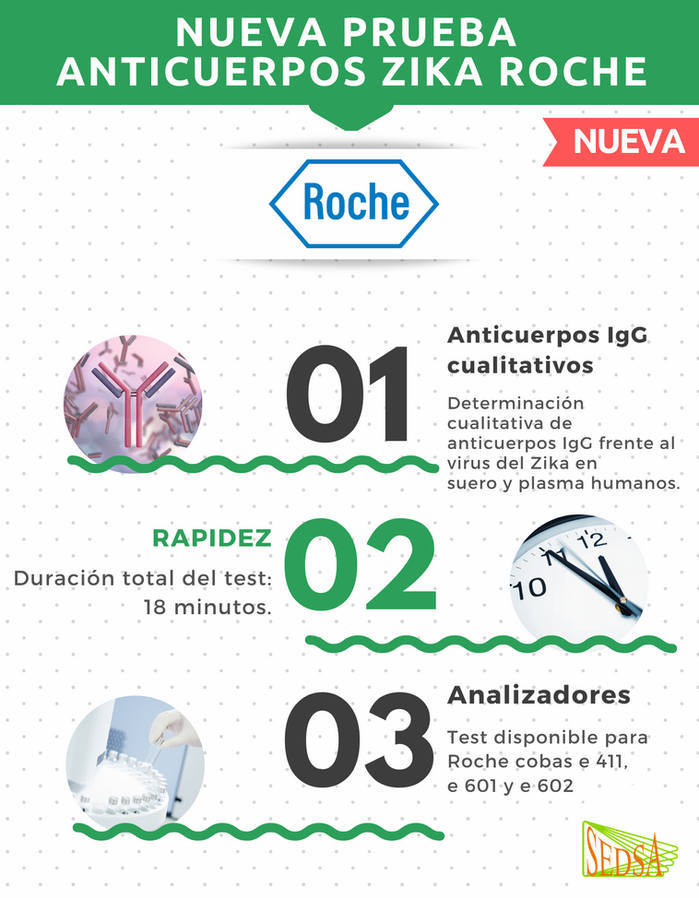 NUEVA PRUEBA
ANTICUERPOS ZIKA ROCHE
NUEVA
Roche
01
Anticuerpos IgG
cualitativos
Determinación
cualitativa de
anticuerpos IgG frente al
virus del Zika en
suero y plasma humanos.
RAPIDEZ
Duración total del test:
18 minutos.
02
10
11
12
03
Analizadores
Test disponible para
Roche cobas e 411,
e 601 y e 602
SEDSA